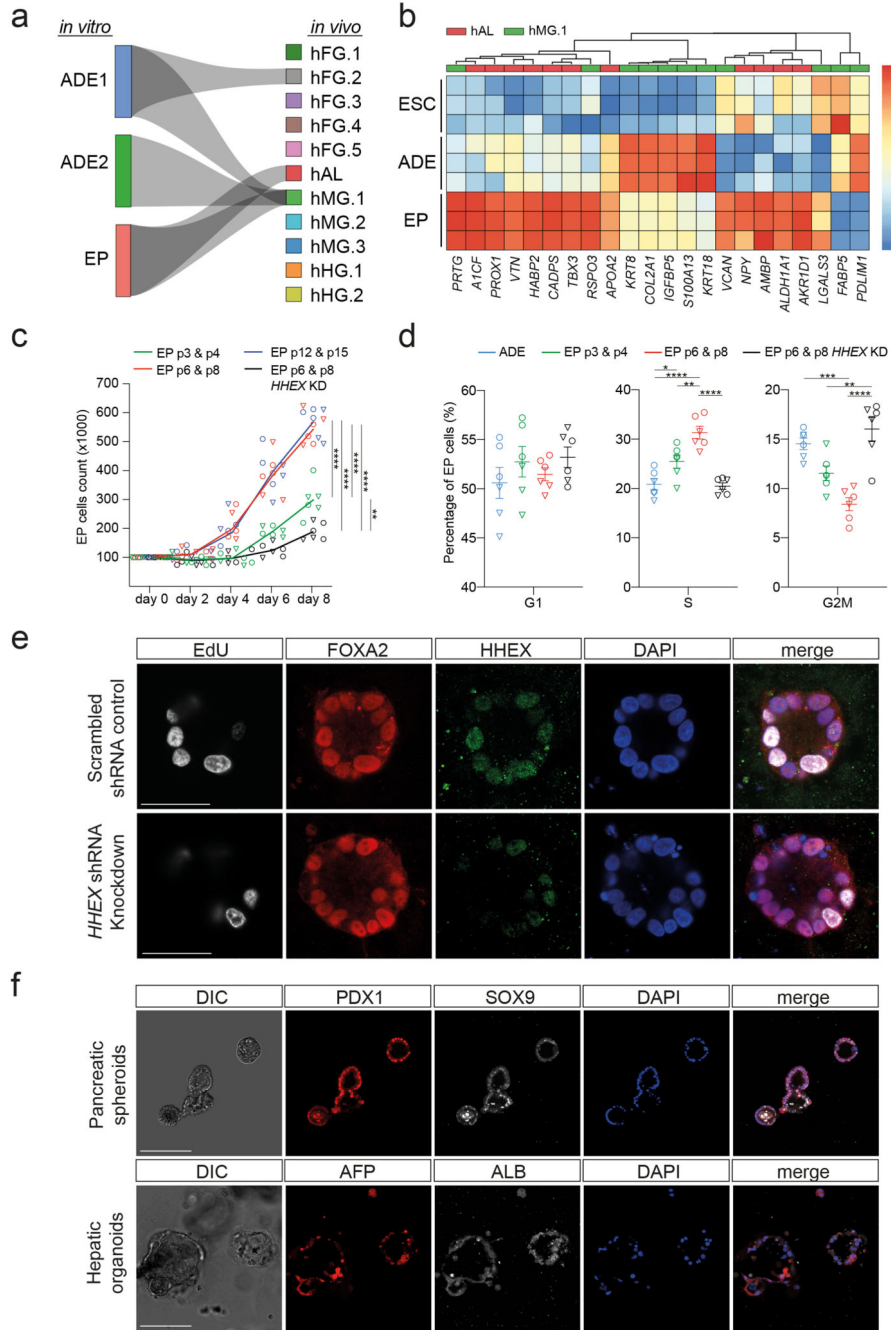 a
in vitro
in vivo
ADE1
ADE2
EP
hFG.1
hFG.2
hFG.3
hFG.4
hFG.5
hAL
hMG.1
hMG.2
hMG.3
hHG.1
hHG.2
b
hAL
hMG.1
ESC
ADE
EP
PRTG
A1CF
PROX1
VTN
HABP2
CADPS
TBX3
RSPO3
APOA2
KRT8
COL2A1
IGFBP5
S100A13
KRT18
VCAN
NPY
AMBP
ALDH1A1
AKR1D1
LGALS3
FABP5
PDLIM1
c
EP p3 & p4
EP p12 & p15
EP p6 & p8
EP p6 & p8
HHEX KD
EP cells count (x1000)
700
600
500
400
300
200
100
day 0 day 2 day 4 day 6 day 8
****
****
****
****
**
d
ADE
EP p3 & p4
EP p6 & p8
EP p6 & p8 HHEX KD
Percentage of EP cells (%)
60
55
50
45
40
G1
40
30
20
10
0
*
****
**
****
S
20
15
10
5
0
***
**
****
G2M
e
EdU FOXA2 HHEX DAPI merge
Scrambled
shRNA control
HHEX shRNA
Knockdown
f
DIC PDX1 SOX9 DAPI merge
Pancreatic
spheroids
DIC AFP ALB DAPI merge
Hepatic
organoids